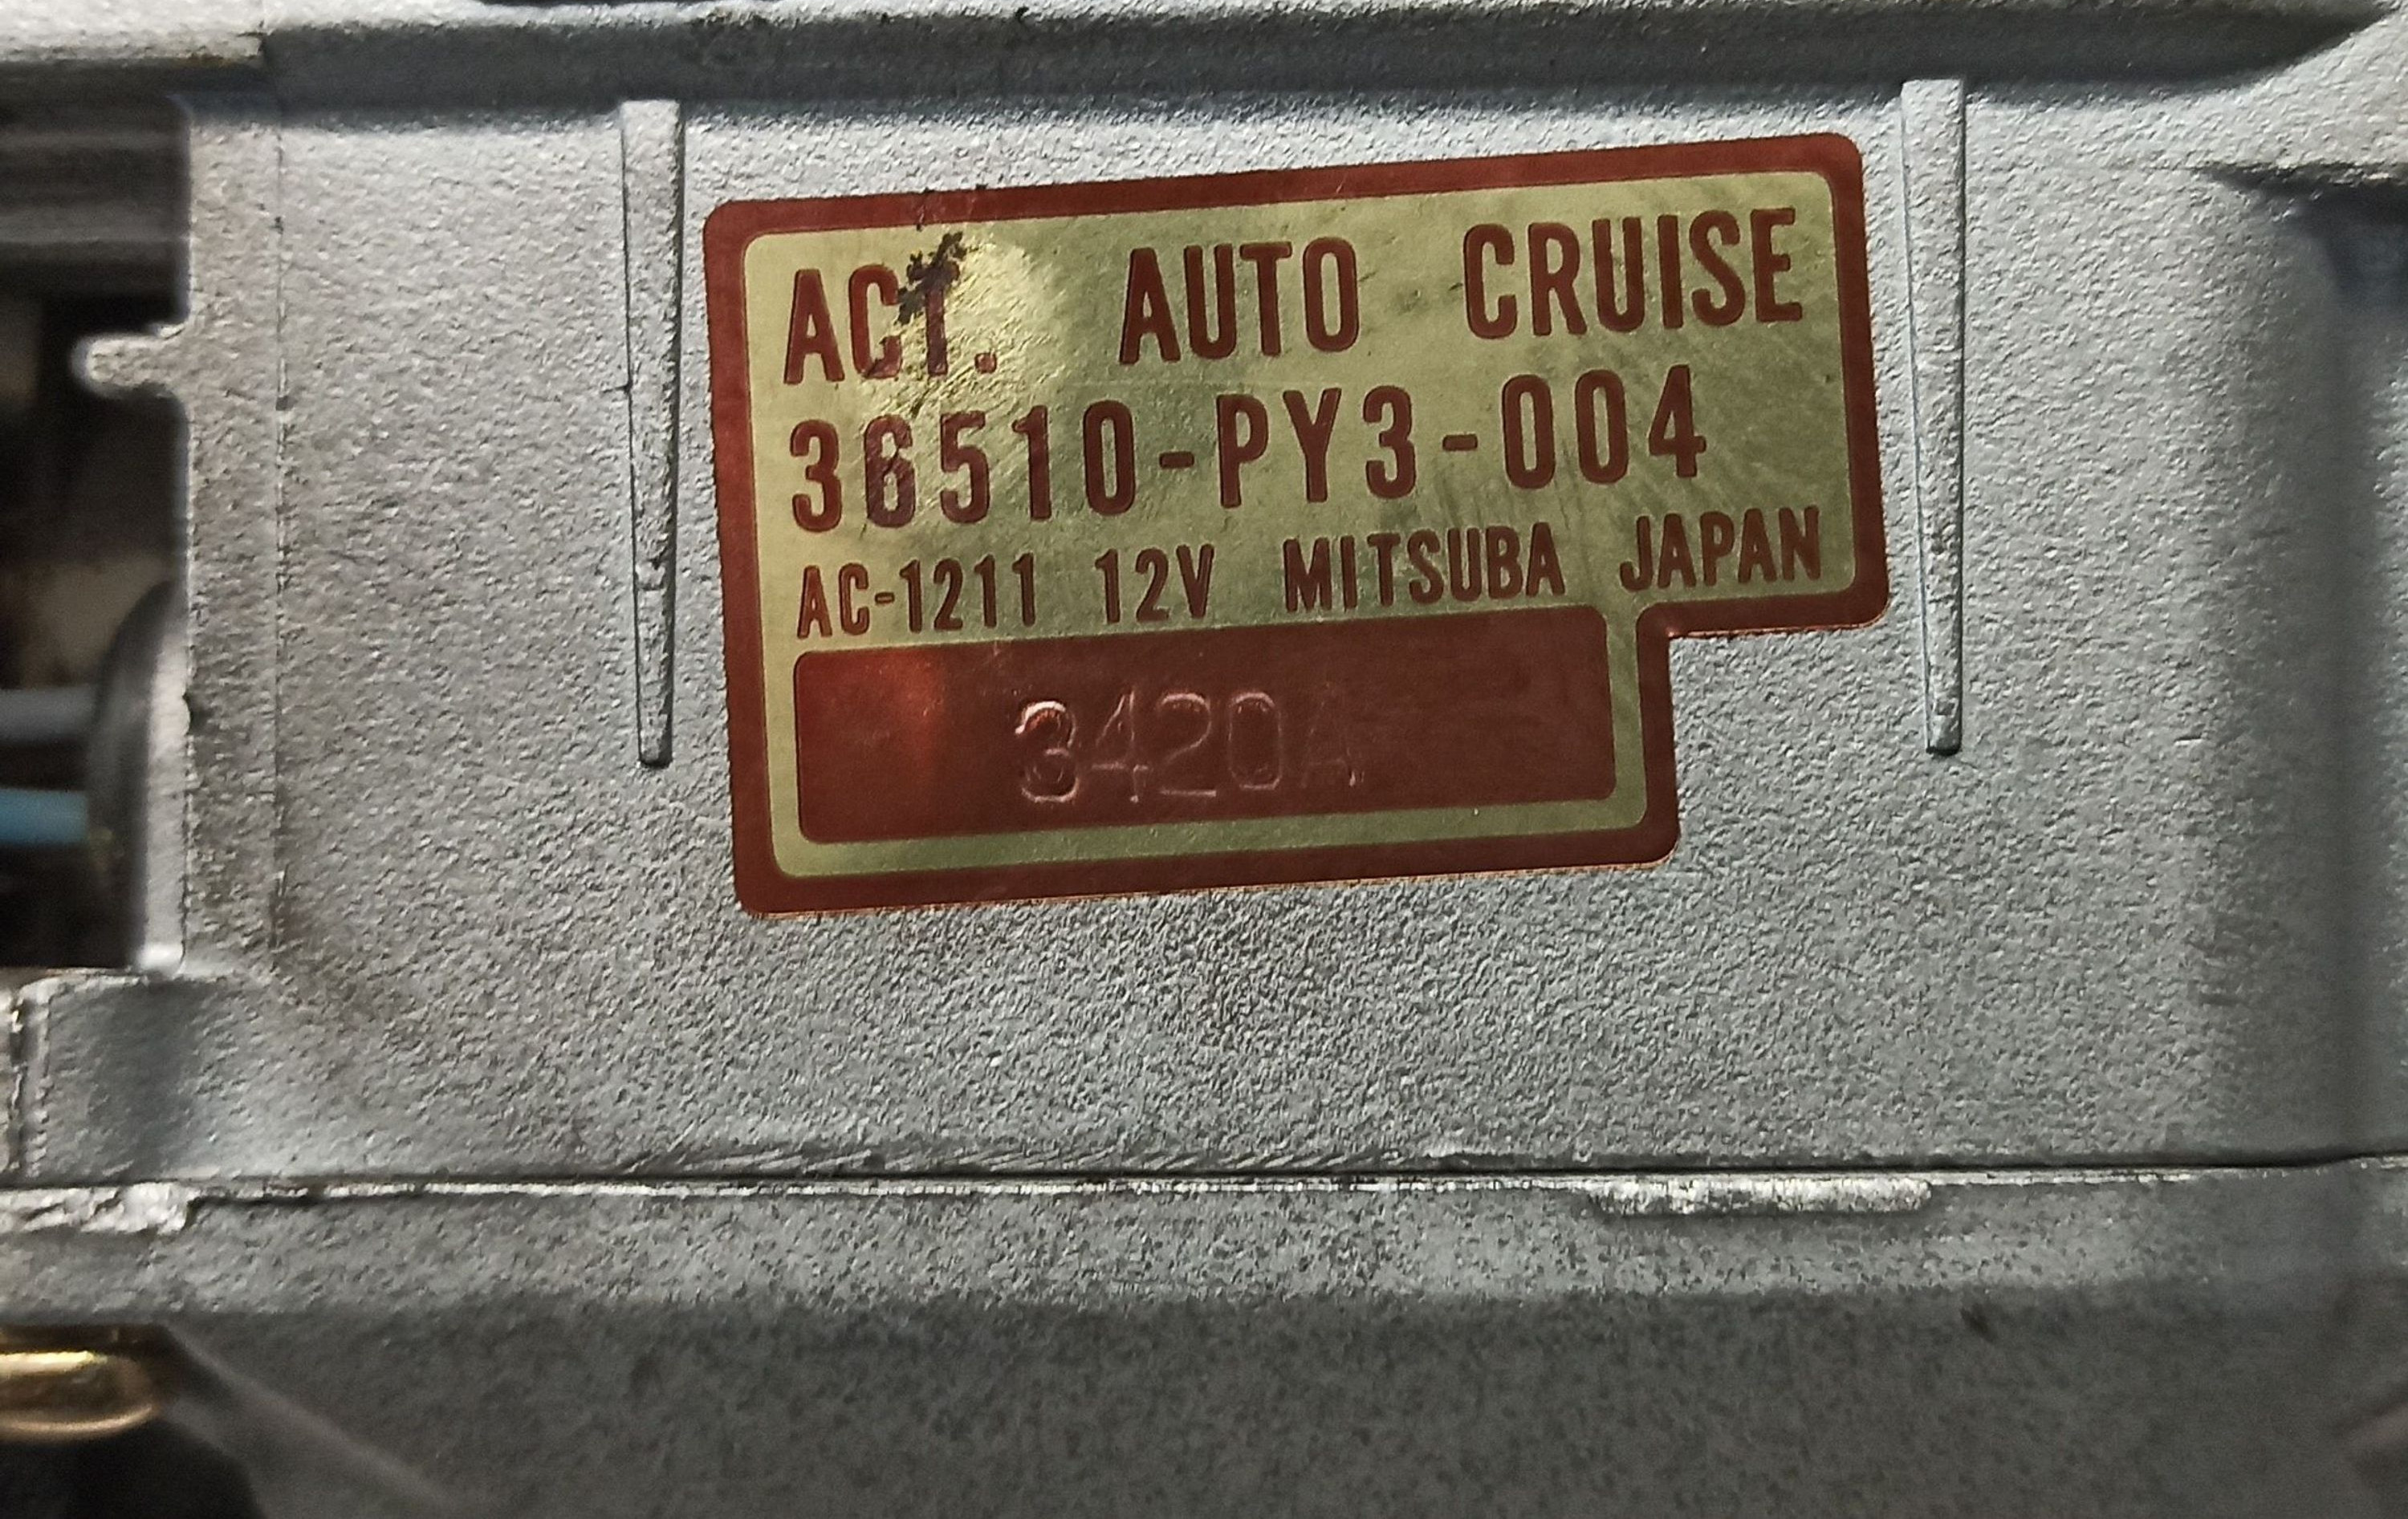 ACT. AUTO CRUISE
36510-PY3-004
AC-1211 12V MITSUBA JAPAN
3420A